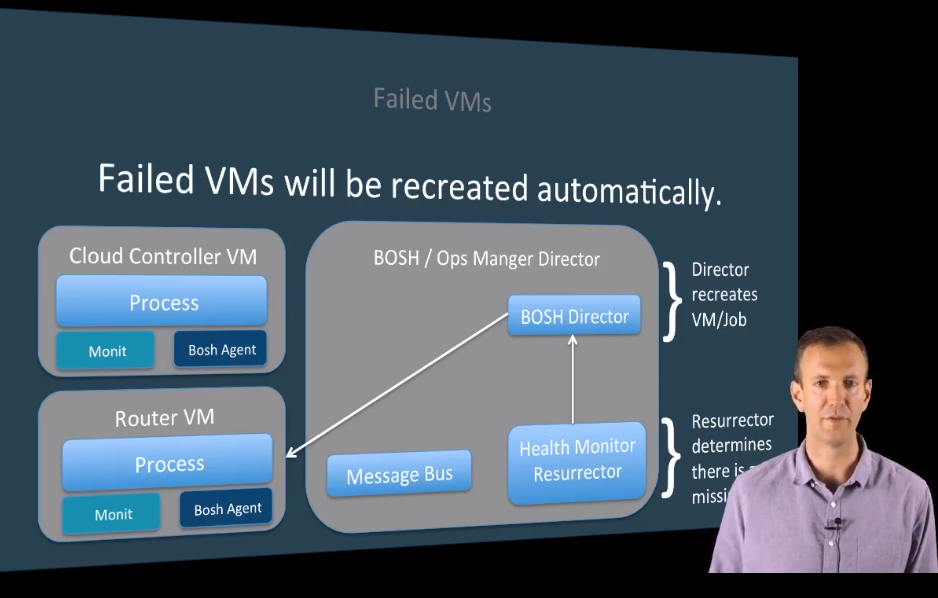 Failed VMs
Failed VMs will be recreated automatically.
Cloud Controller VM
Process
Monit
Bosh Agent
Router VM
Process
Monit
Bosh Agent
BOSH / Ops Manger Director
BOSH Director
Message Bus
Health Monitor
Resurrector
Director
recreates
VM/Job
Resurrector
determines
there is